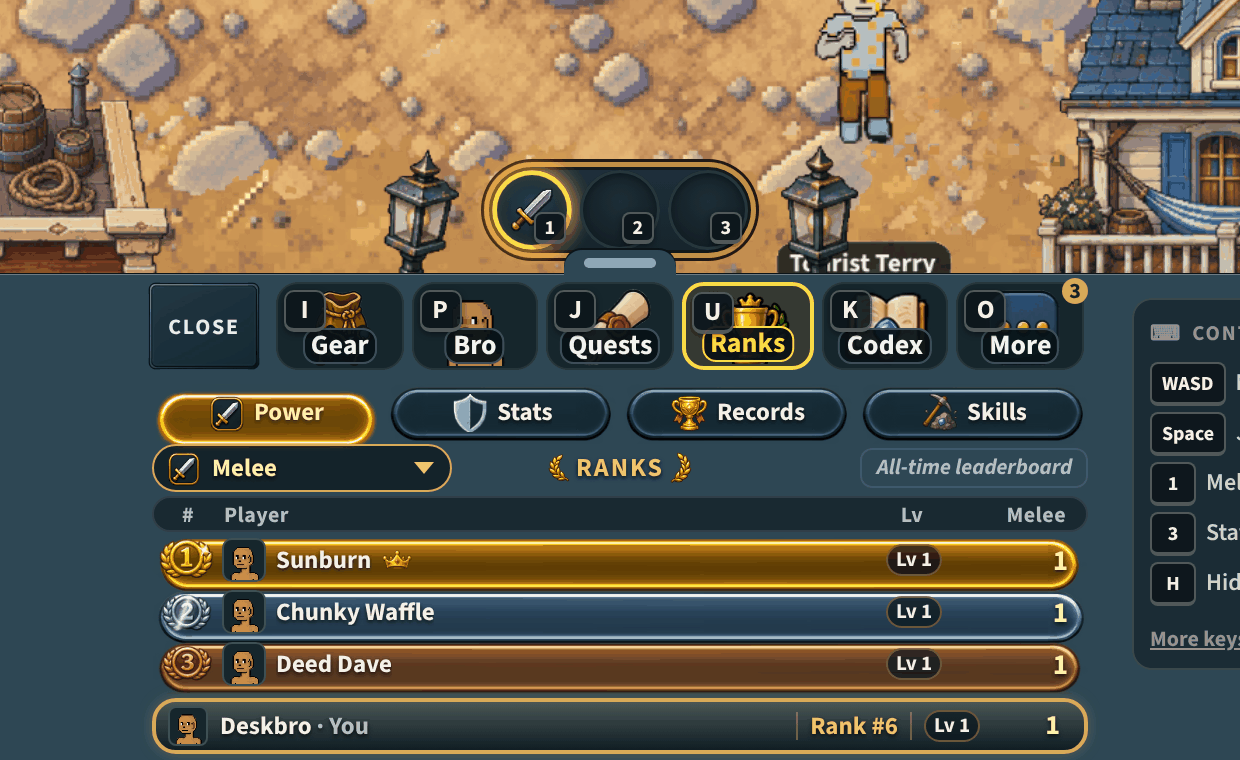 1 2 3
Tourist Terry
CLOSE
I Gear
P Bro
J Quests
U Ranks
K Codex
O More 3
Power Stats Records Skills
Melee RANKS All-time leaderboard
# Player Lv Melee
1 Sunburn Lv 1 1
2 Chunky Waffle Lv 1 1
3 Deed Dave Lv 1 1
Deskbro · You Rank #6 Lv 1 1
WASD
Space
1
3
H
More keys